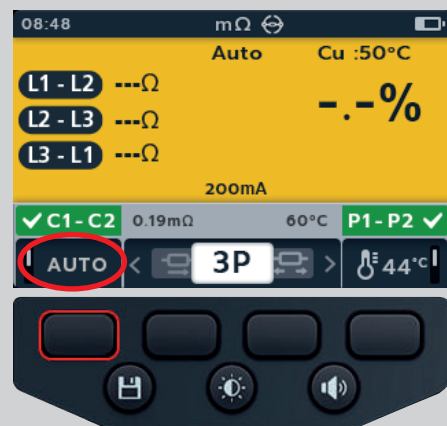 08:48 mΩ
Auto Cu :50°C
L1 - L2 ---Ω
-.-%
L2 - L3 ---Ω
L3 - L1 ---Ω
200mA
✓ C1 - C2 0.19mΩ 60°C P1 - P2 ✓
AUTO < 3P > 44°C